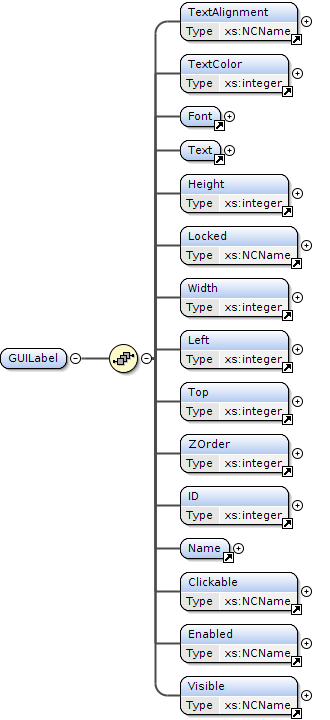 TextAlignment
Type xs:NCName
TextColor
Type xs:integer
Font
Text
Height
Type xs:integer
Locked
Type xs:NCName
Width
Type xs:integer
Left
Type xs:integer
GUILabel
Top
Type xs:integer
ZOrder
Type xs:integer
ID
Type xs:integer
Name
Clickable
Type xs:NCName
Enabled
Type xs:NCName
Visible
Type xs:NCName